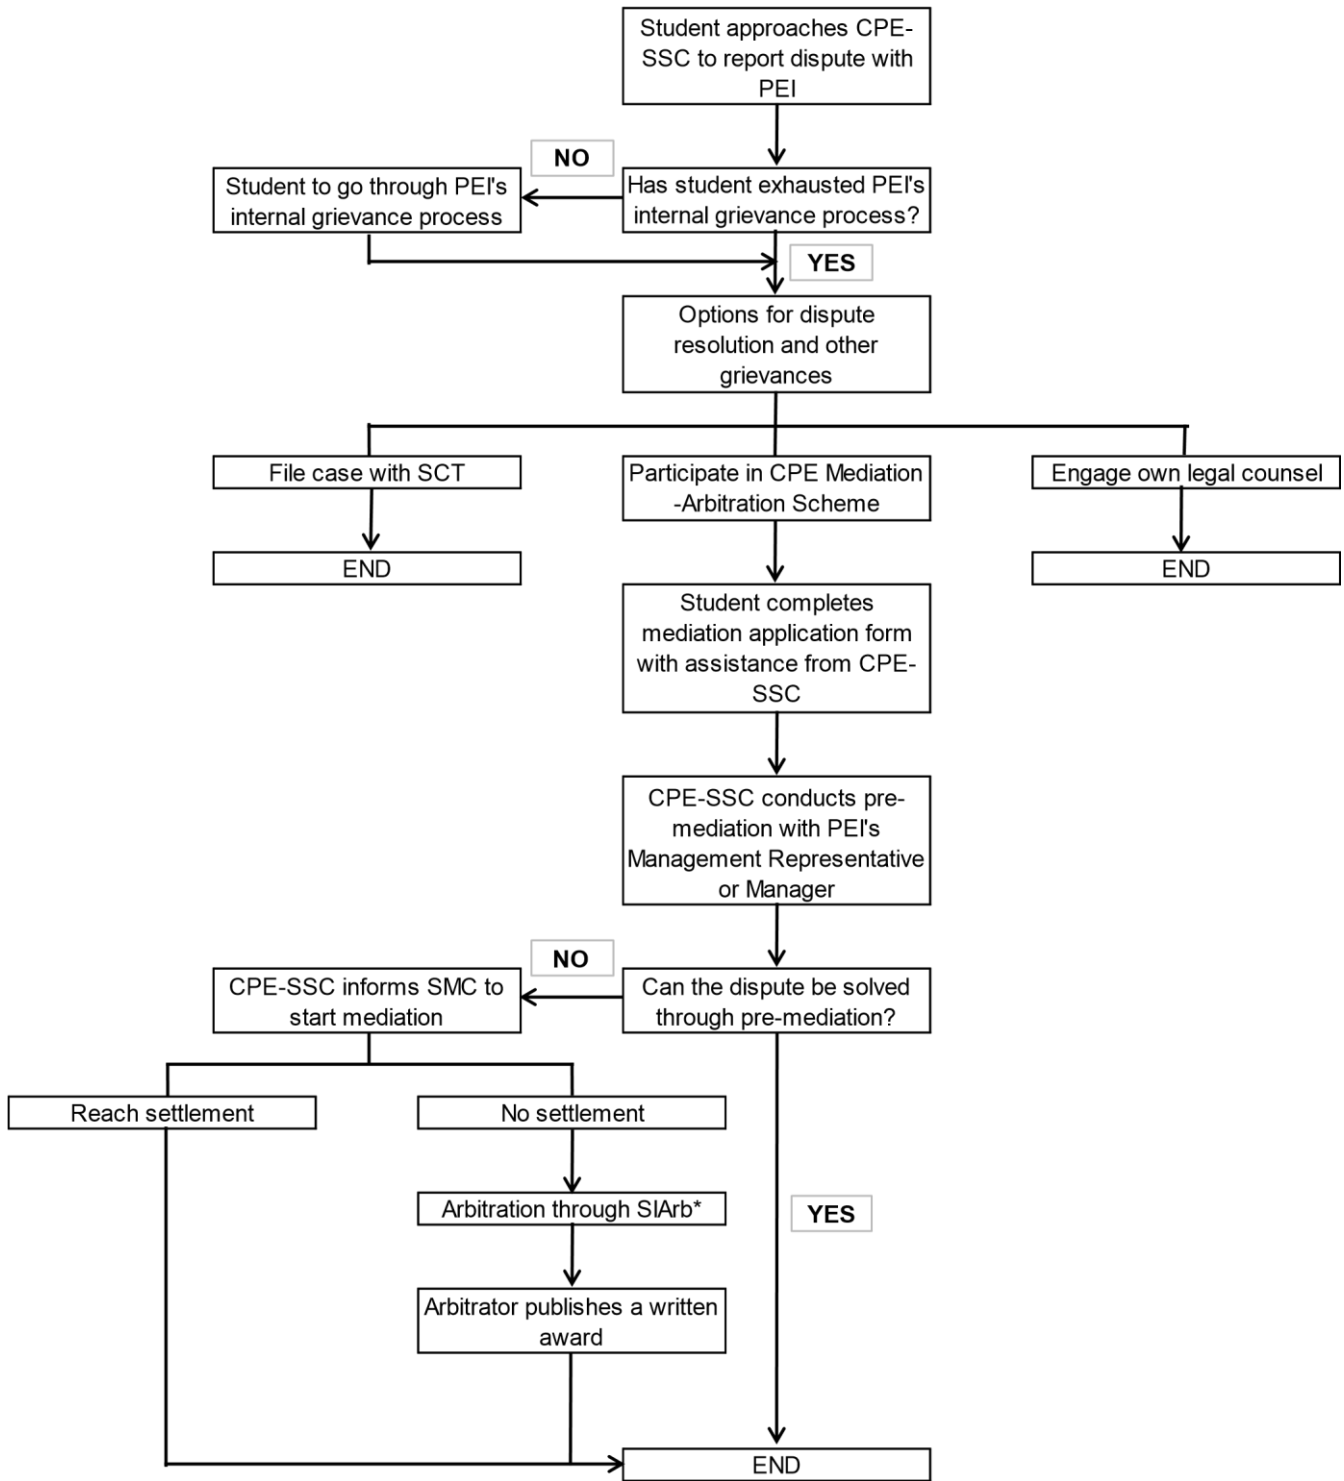 Student approaches CPE-
SSC to report dispute with
PEI
NO
Student to go through PEI's
internal grievance process
Has student exhausted PEI's
internal grievance process?
YES
Options for dispute
resolution and other
grievances
File case with SCT
Participate in CPE Mediation
-Arbitration Scheme
Engage own legal counsel
END
END
Student completes
mediation application form
with assistance from CPE-
SSC
CPE-SSC conducts pre-
mediation with PEI's
Management Representative
or Manager
NO
CPE-SSC informs SMC to
start mediation
Can the dispute be solved
through pre-mediation?
Reach settlement
No settlement
Arbitration through SIArb*
YES
Arbitrator publishes a written
award
END